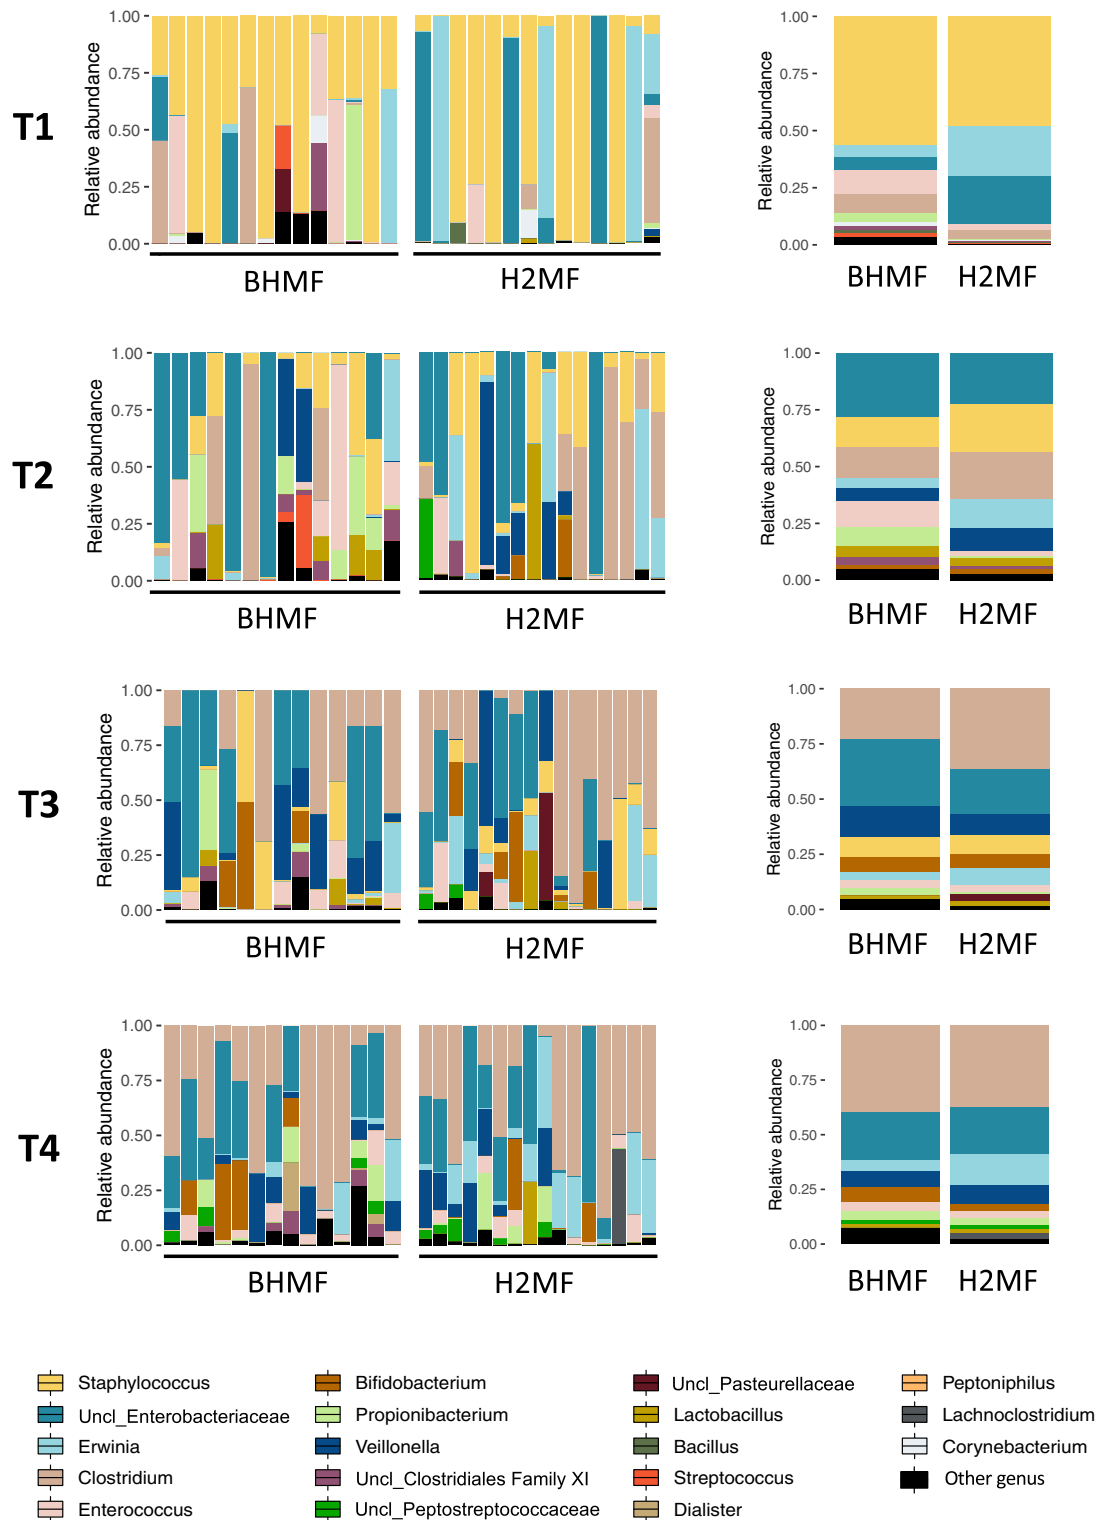 T1
Relative abundance
1.00
0.75
0.50
0.25
0.00
BHMF
H2MF
Relative abundance
1.00
0.75
0.50
0.25
0.00
BHMF
H2MF
T2
Relative abundance
1.00
0.75
0.50
0.25
0.00
BHMF
H2MF
Relative abundance
1.00
0.75
0.50
0.25
0.00
BHMF
H2MF
T3
Relative abundance
1.00
0.75
0.50
0.25
0.00
BHMF
H2MF
Relative abundance
1.00
0.75
0.50
0.25
0.00
BHMF
H2MF
T4
Relative abundance
1.00
0.75
0.50
0.25
0.00
BHMF
H2MF
Relative abundance
1.00
0.75
0.50
0.25
0.00
BHMF
H2MF
Staphylococcus
Uncl_Enterobacteriaceae
Erwinia
Clostridium
Enterococcus
Bifidobacterium
Propionibacterium
Veillonella
Uncl_Clostridiales Family XI
Uncl_Peptostreptococcaceae
Uncl_Pasteurellaceae
Lactobacillus
Bacillus
Streptococcus
Dialister
Peptoniphilus
Lachnoclostridium
Corynebacterium
Other genus